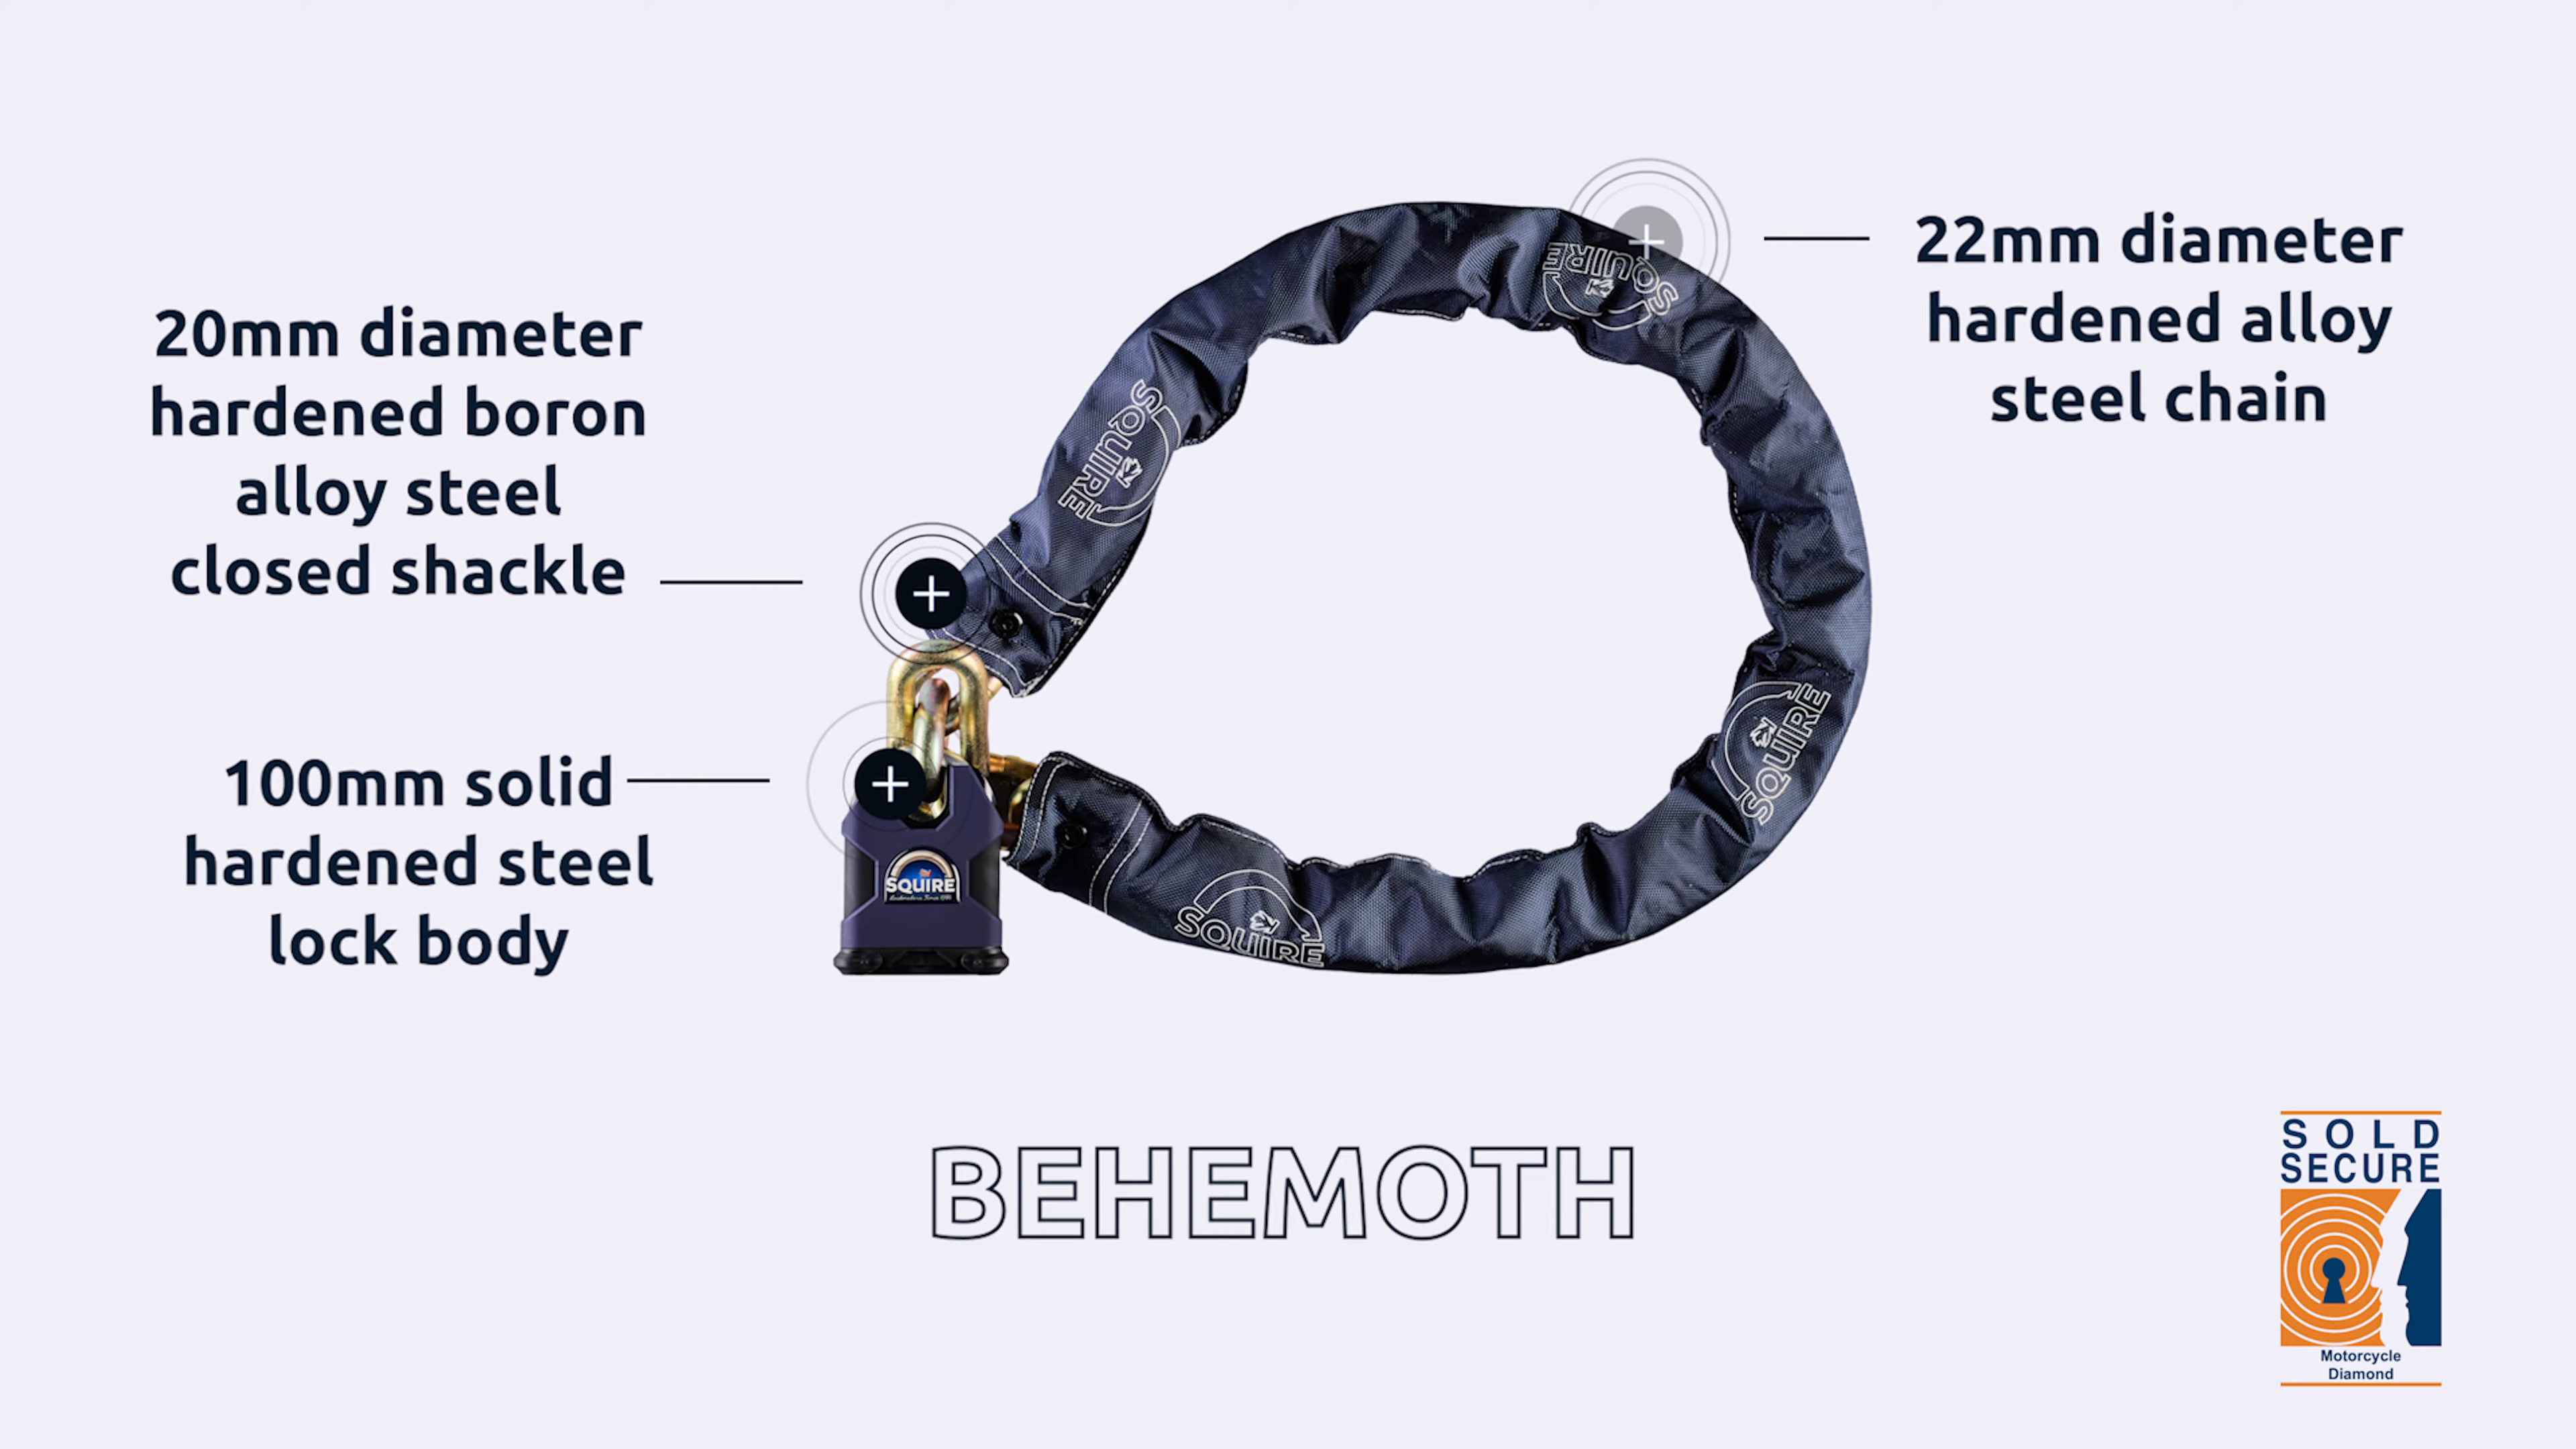 20mm diameter
hardened boron
alloy steel
closed shackle
100mm solid
hardened steel
lock body
22mm diameter
hardened alloy
steel chain
SQUIRE
SQUIRE
SQUIRE
SQUIRE
SQUIRE
BEHEMOTH
SOLD
SECURE
Motorcycle
Diamond